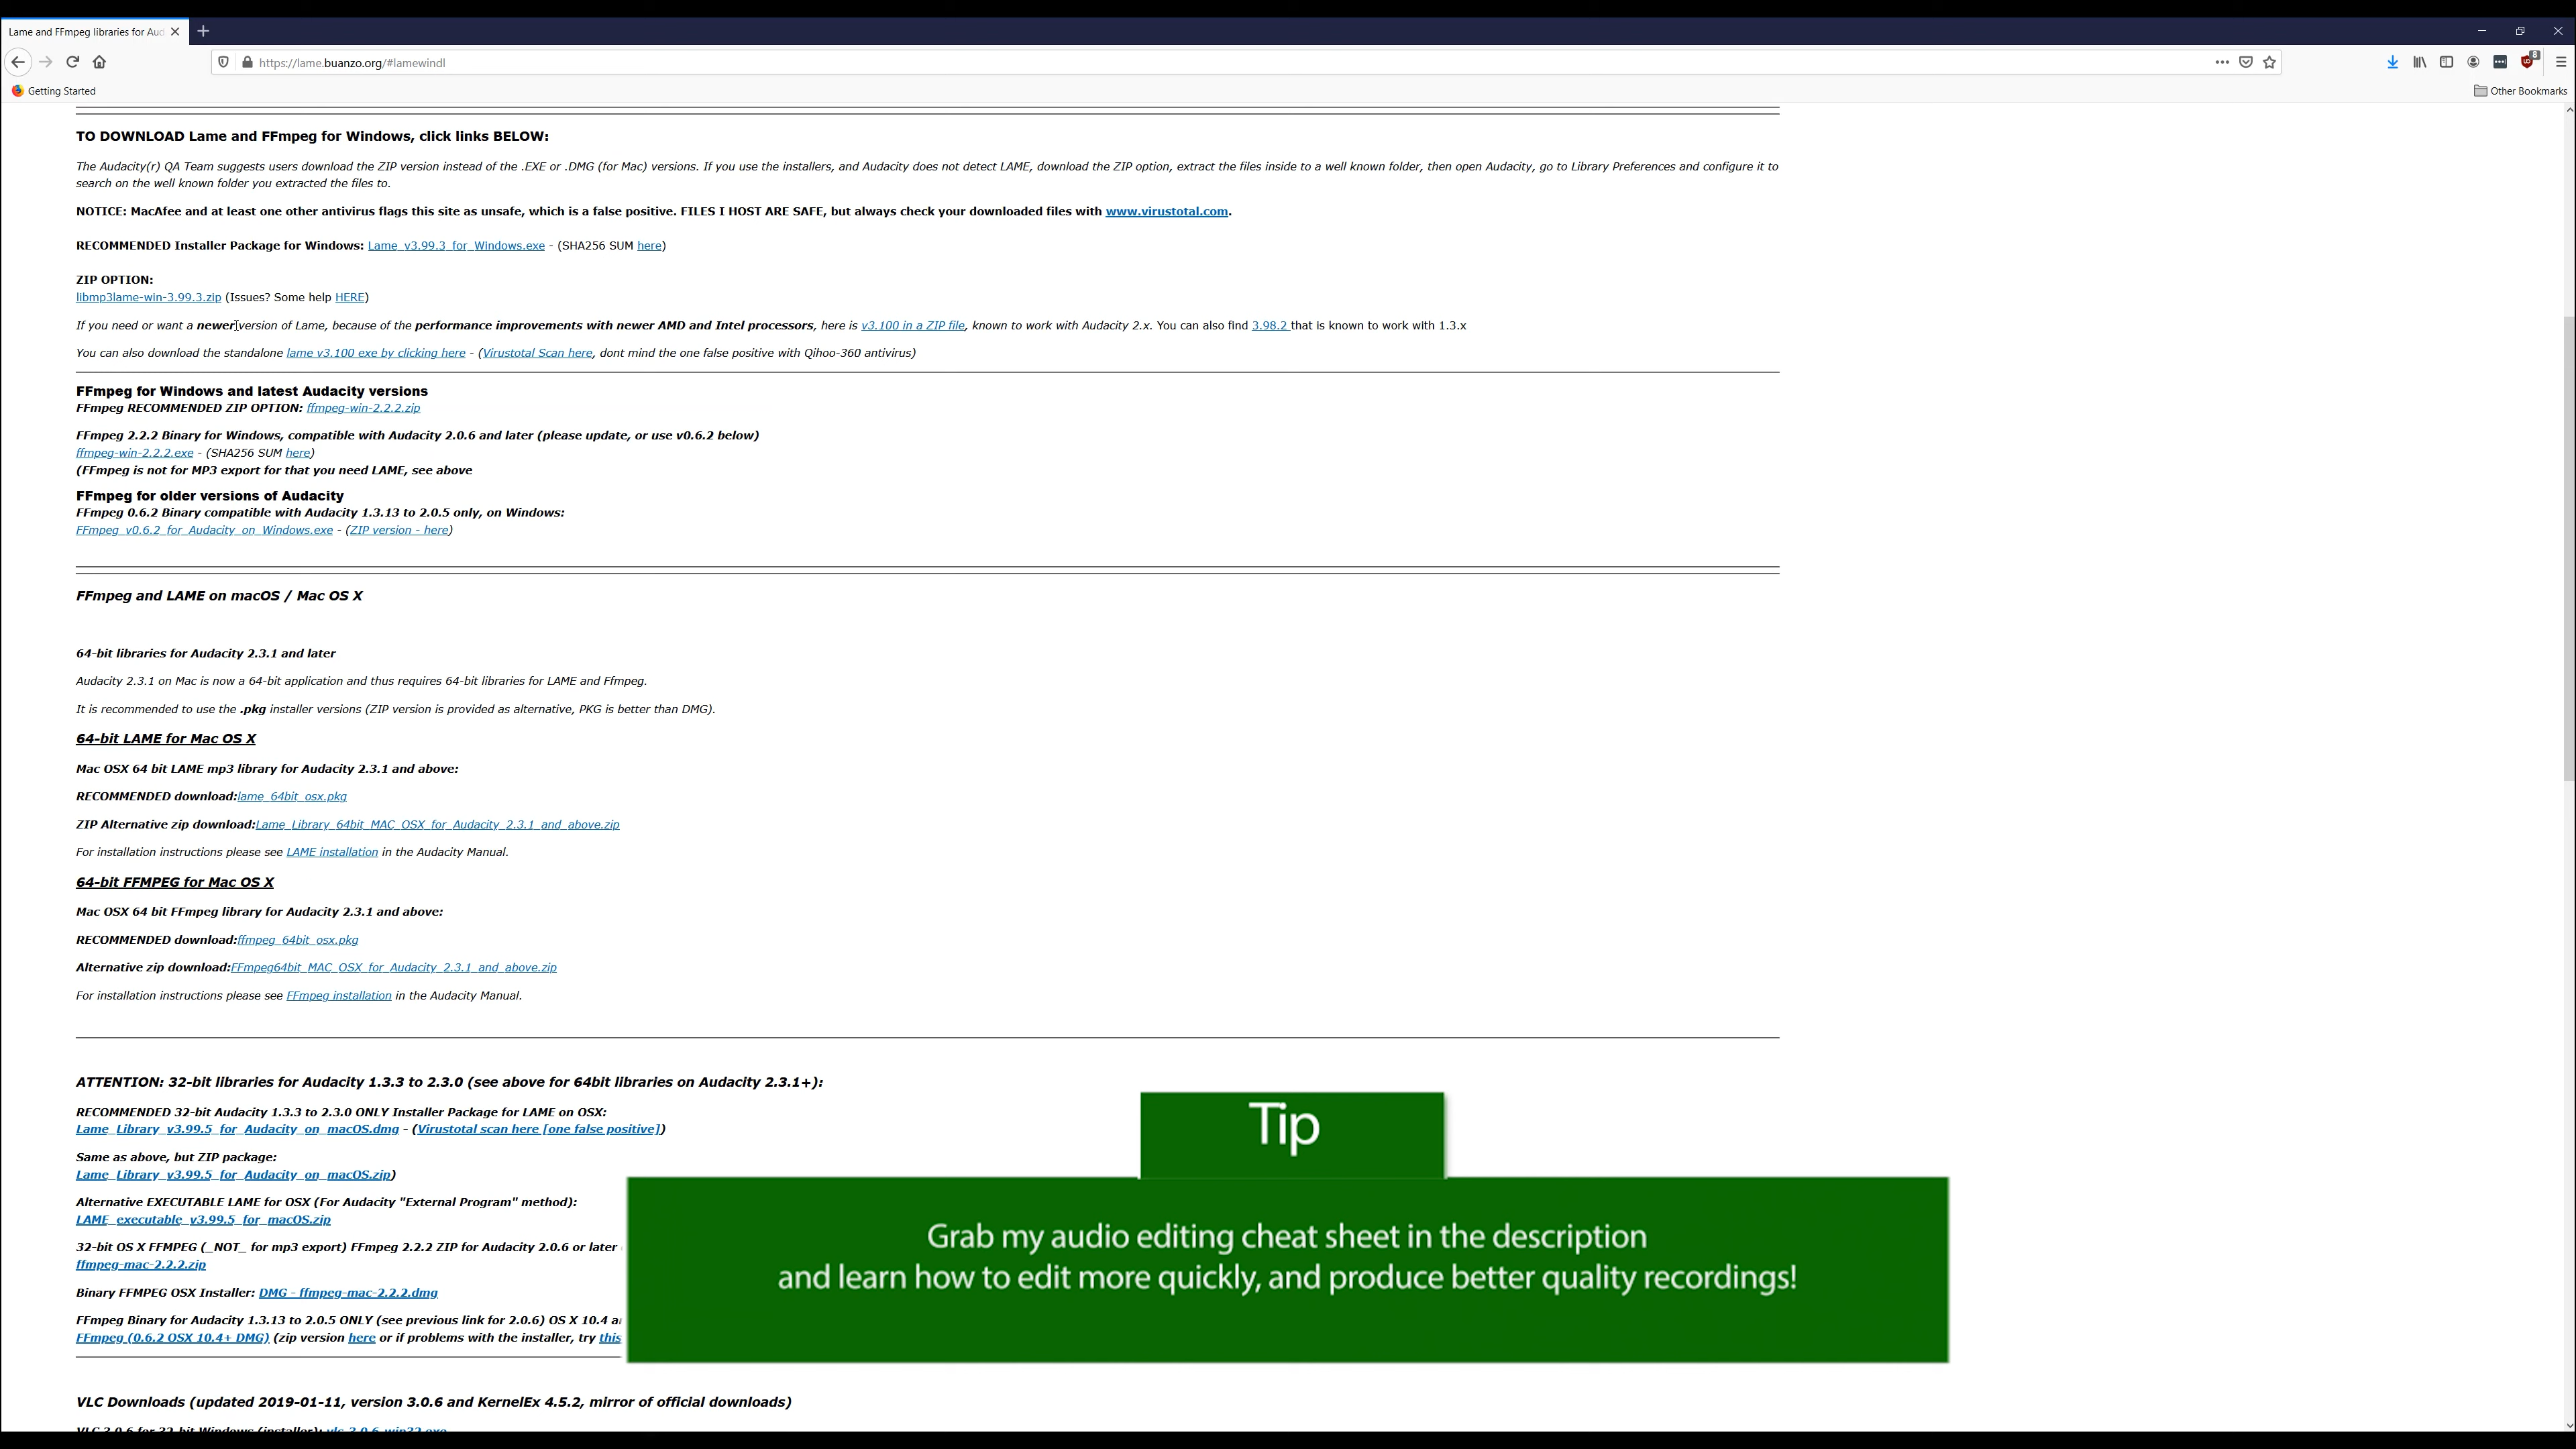 Lame and FFmpeg libraries for Aud
https://lame.buanzo.org/#lamewindl
8
Getting Started
Other Bookmarks
TO DOWNLOAD Lame and FFmpeg for Windows, click links BELOW:
The Audacity(r) QA Team suggests users download the ZIP version instead of the .EXE or .DMG (for Mac) versions. If you use the installers, and Audacity does not detect LAME, download the ZIP option, extract the files inside to a well known folder, then open Audacity, go to Library Preferences and configure it to
search on the well known folder you extracted the files to.
NOTICE: MacAfee and at least one other antivirus flags this site as unsafe, which is a false positive. FILES I HOST ARE SAFE, but always check your downloaded files with www.virustotal.com.
RECOMMENDED Installer Package for Windows: Lame_v3.99.3_for_Windows.exe - (SHA256 SUM here)
ZIP OPTION:
libmp3lame-win-3.99.3.zip (Issues? Some help HERE)
If you need or want a newer version of Lame, because of the performance improvements with newer AMD and Intel processors, here is v3.100 in a ZIP file, known to work with Audacity 2.x. You can also find 3.98.2 that is known to work with 1.3.x
You can also download the standalone lame v3.100 exe by clicking here - (Virustotal Scan here, dont mind the one false positive with Qihoo-360 antivirus)
FFmpeg for Windows and latest Audacity versions
FFmpeg RECOMMENDED ZIP OPTION: ffmpeg-win-2.2.2.zip
FFmpeg 2.2.2 Binary for Windows, compatible with Audacity 2.0.6 and later (please update, or use v0.6.2 below)
ffmpeg-win-2.2.2.exe - (SHA256 SUM here)
(FFmpeg is not for MP3 export for that you need LAME, see above
FFmpeg for older versions of Audacity
FFmpeg 0.6.2 Binary compatible with Audacity 1.3.13 to 2.0.5 only, on Windows:
FFmpeg_v0.6.2_for_Audacity_on_Windows.exe - (ZIP version - here)
FFmpeg and LAME on macOS / Mac OS X
64-bit libraries for Audacity 2.3.1 and later
Audacity 2.3.1 on Mac is now a 64-bit application and thus requires 64-bit libraries for LAME and Ffmpeg.
It is recommended to use the .pkg installer versions (ZIP version is provided as alternative, PKG is better than DMG).
64-bit LAME for Mac OS X
Mac OSX 64 bit LAME mp3 library for Audacity 2.3.1 and above:
RECOMMENDED download:lame_64bit_osx.pkg
ZIP Alternative zip download:Lame_Library_64bit_MAC_OSX_for_Audacity_2.3.1_and_above.zip
For installation instructions please see LAME installation in the Audacity Manual.
64-bit FFMPEG for Mac OS X
Mac OSX 64 bit FFmpeg library for Audacity 2.3.1 and above:
RECOMMENDED download:ffmpeg_64bit_osx.pkg
Alternative zip download:FFmpeg64bit_MAC_OSX_for_Audacity_2.3.1_and_above.zip
For installation instructions please see FFmpeg installation in the Audacity Manual.
ATTENTION: 32-bit libraries for Audacity 1.3.3 to 2.3.0 (see above for 64bit libraries on Audacity 2.3.1+):
RECOMMENDED 32-bit Audacity 1.3.3 to 2.3.0 ONLY Installer Package for LAME on OSX:
Lame_Library_v3.99.5_for_Audacity_on_macOS.dmg - (Virustotal scan here [one false positive])
Same as above, but ZIP package:
Lame_Library_v3.99.5_for_Audacity_on_macOS.zip)
Alternative EXECUTABLE LAME for OSX (For Audacity "External Program" method):
LAME_executable_v3.99.5_for_macOS.zip
32-bit OS X FFMPEG (_NOT_ for mp3 export) FFmpeg 2.2.2 ZIP for Audacity 2.0.6 or later
ffmpeg-mac-2.2.2.zip
Binary FFMPEG OSX Installer: DMG - ffmpeg-mac-2.2.2.dmg
FFmpeg Binary for Audacity 1.3.13 to 2.0.5 ONLY (see previous link for 2.0.6) OS X 10.4
FFmpeg (0.6.2 OSX 10.4+ DMG) (zip version here or if problems with the installer, try this
Tip
Grab my audio editing cheat sheet in the description
and learn how to edit more quickly, and produce better quality recordings!
VLC Downloads (updated 2019-01-11, version 3.0.6 and KernelEx 4.5.2, mirror of official downloads)
VLC 3.0.6 for 32-bit Windows (installer): vlc-3.0.6-win32.exe